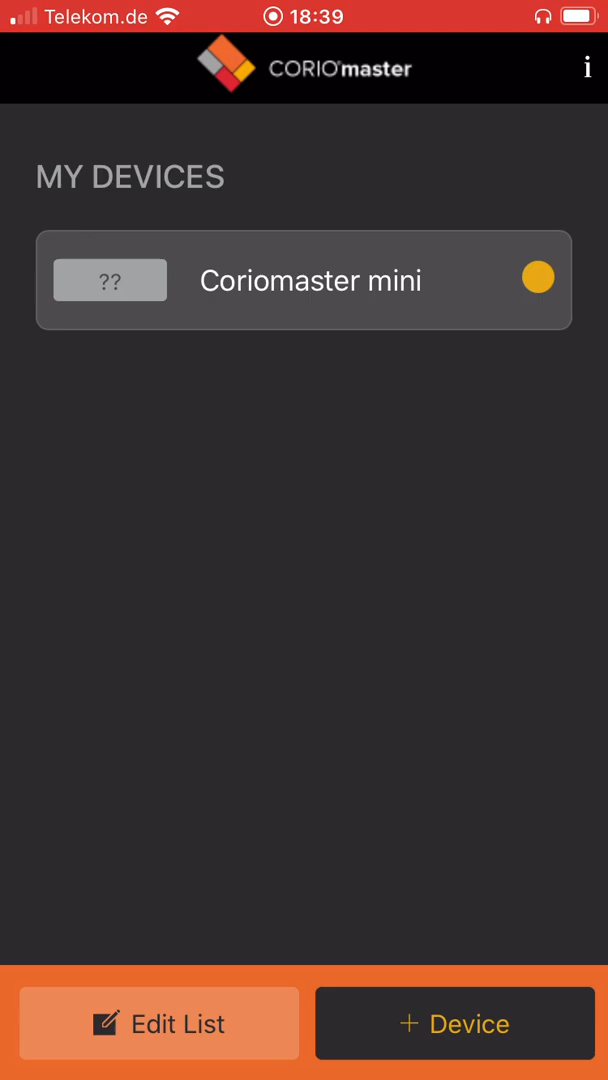 Telekom.de 18:39
CORIO®master i
MY DEVICES
?? Coriomaster mini
Edit List + Device